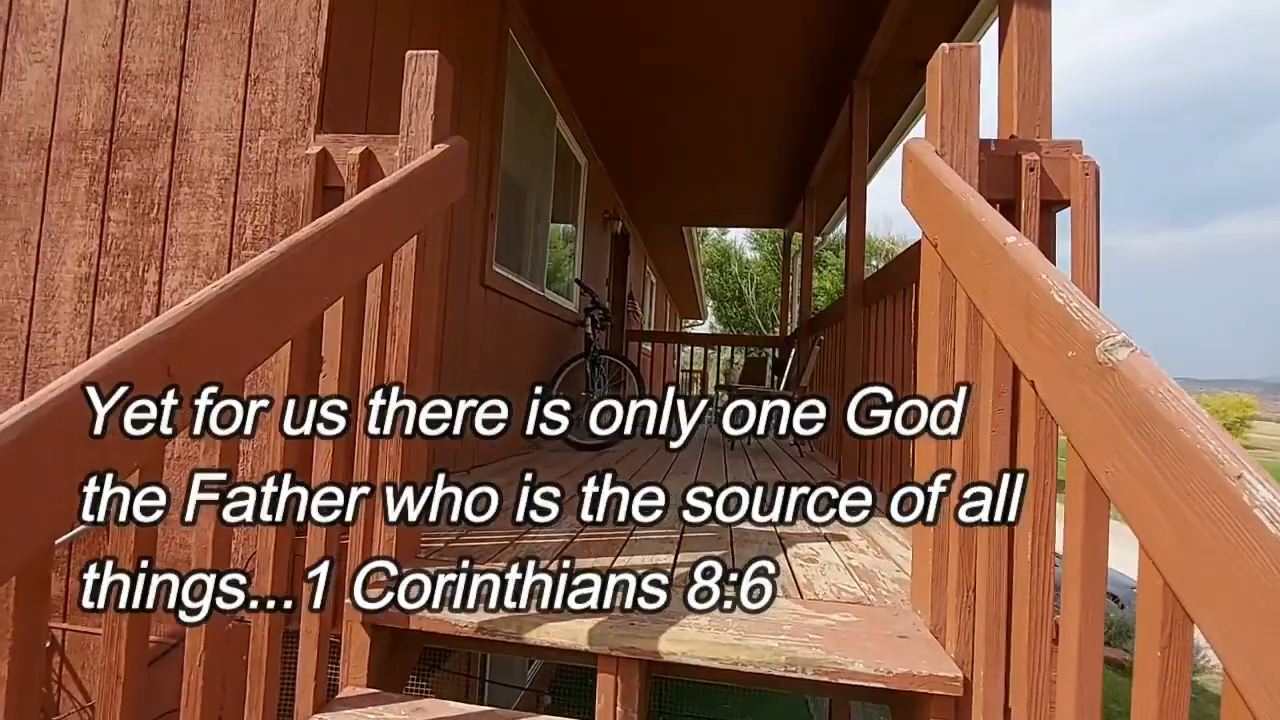 Yet for us there is only one God
the Father who is the source of all
things...1 Corinthians 8:6